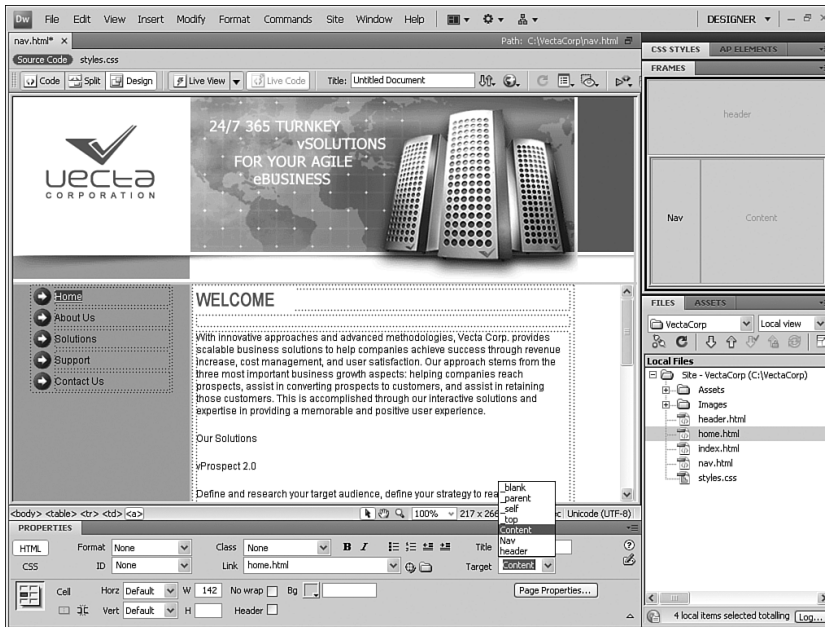 Dw File Edit View Insert Modify Format Commands Site Window Help DESIGNER
nav.html* × Path: C:\VectaCorp\nav.html
Source Code styles.css
Code Split Design Live View Live Code Title: Untitled Document
CSS STYLES AP ELEMENTS
FRAMES
header
Nav Content
vecta
CORPORATION
24/7 365 TURNKEY
vSOLUTIONS
FOR YOUR AGILE
eBUSINESS
Home
About Us
Solutions
Support
Contact Us
WELCOME
With innovative approaches and advanced methodologies, Vecta Corp. provides
scalable business solutions to help companies achieve success through revenue
increase, cost management, and user satisfaction. Our approach stems from the
three most important business growth aspects: helping companies reach
prospects, assist in converting prospects to customers, and assist in retaining
those customers. This is accomplished through our interactive solutions and
expertise in providing a memorable and positive user experience.
Our Solutions
vProspect 2.0
Define and research your target audience, define your strategy to rea
FILES ASSETS
VectaCorp Local view
Local Files
Site - VectaCorp (C:\VectaCorp)
Assets
Images
header.html
home.html
index.html
nav.html
styles.css
4 local items selected totalling Log...
<body> <table> <tr> <td> <a> 100% 217 x 266 Unicode (UTF-8)
_blank
_parent
_self
_top
Content
Nav
header
PROPERTIES
HTML Format None Class None B I Title
CSS ID None Link home.html Target Content
Cell Horz Default W 142 No wrap Bg Page Properties...
Vert Default H Header